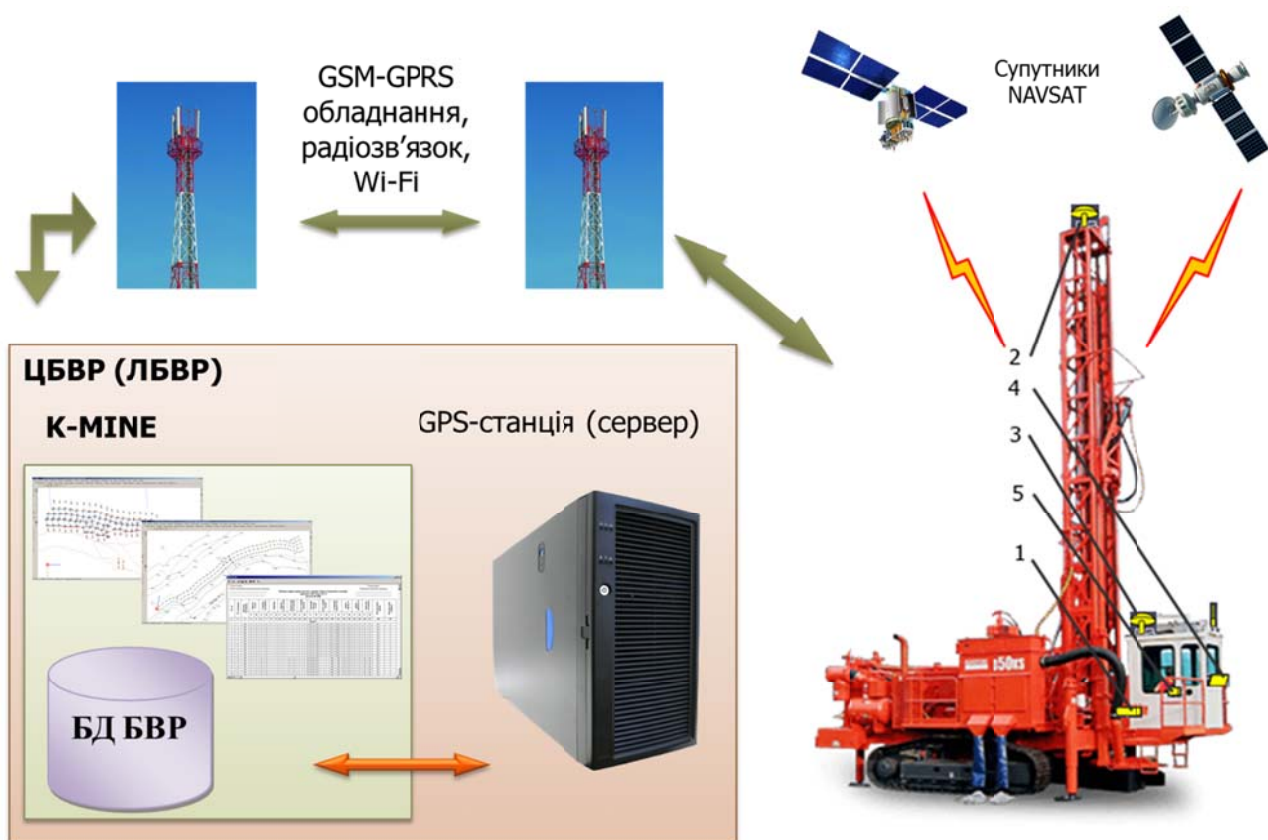 GSM-GPRS
обладнання,
радіозв’язок,
Wi-Fi
Супутники
NAVSAT
ЦБВР (ЛБВР)
K-MINE
GPS-станція (сервер)
БД БВР
2
4
3
5
1
D50KS